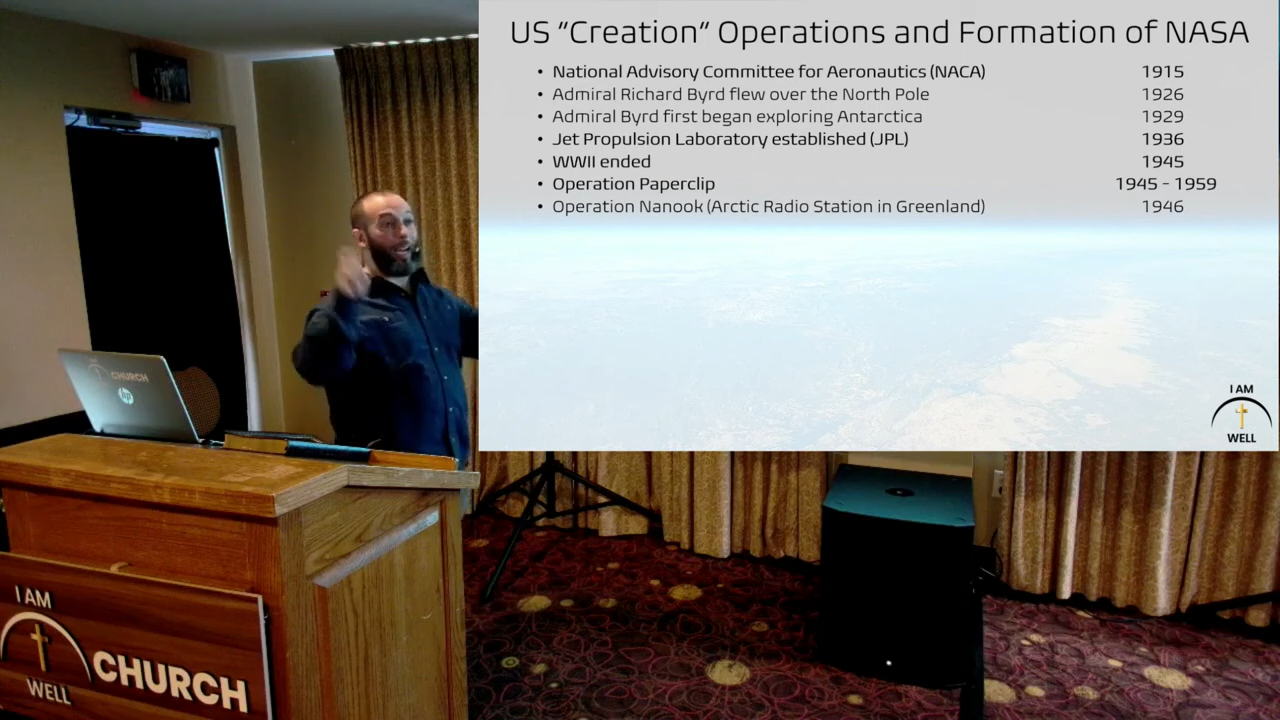 US "Creation" Operations and Formation of NASA
• National Advisory Committee for Aeronautics (NACA) 1915
• Admiral Richard Byrd flew over the North Pole 1926
• Admiral Byrd first began exploring Antarctica 1929
• Jet Propulsion Laboratory established (JPL) 1936
• WWII ended 1945
• Operation Paperclip 1945 - 1959
• Operation Nanook (Arctic Radio Station in Greenland) 1946
I AM
WELL
CHURCH
hp
I AM
WELL
CHURCH